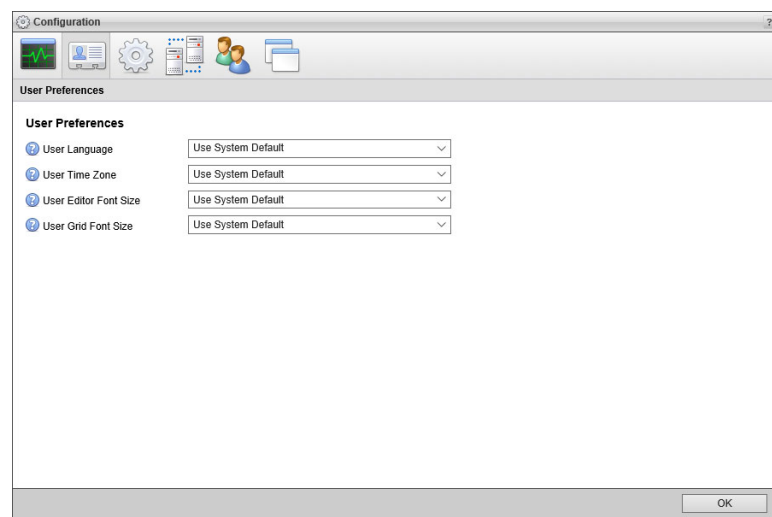 Configuration
?
User Preferences
User Preferences
User Language
Use System Default
User Time Zone
Use System Default
User Editor Font Size
Use System Default
User Grid Font Size
Use System Default
OK